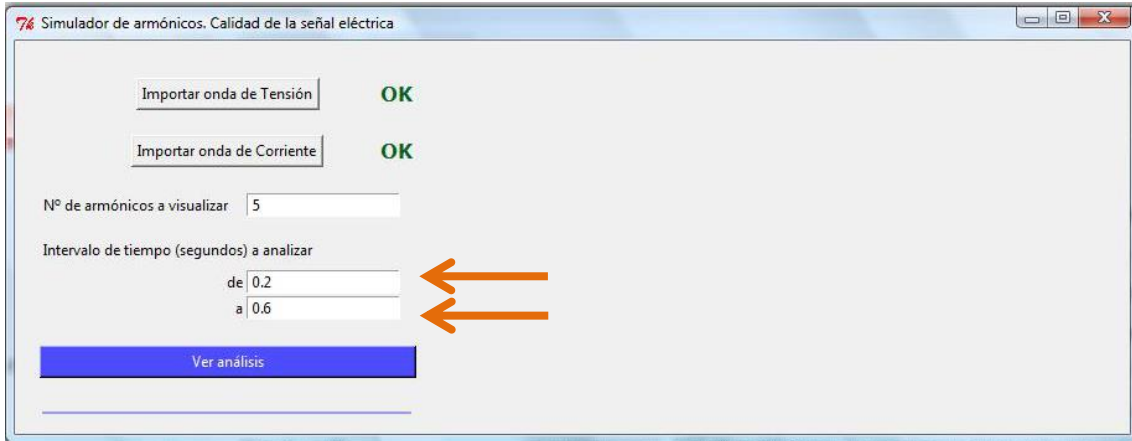 Simulador de armónicos. Calidad de la señal eléctrica
Importar onda de Tensión OK
Importar onda de Corriente OK
Nº de armónicos a visualizar 5
Intervalo de tiempo (segundos) a analizar
de 0.2
a 0.6
Ver análisis